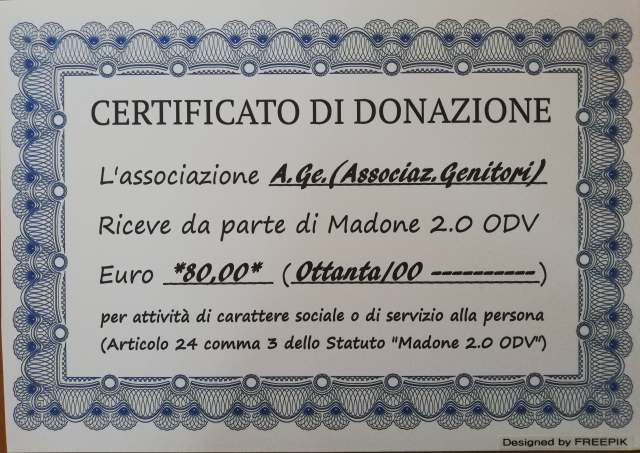 CERTIFICATO DI DONAZIONE
L'associazione A.Ge.(Associaz.Genitori)
Riceve da parte di Madone 2.0 ODV
Euro *80,00* (Ottanta/00 ----------)
per attività di carattere sociale o di servizio alla persona
(Articolo 24 comma 3 dello Statuto "Madone 2.0 ODV")
Designed by FREEPIK